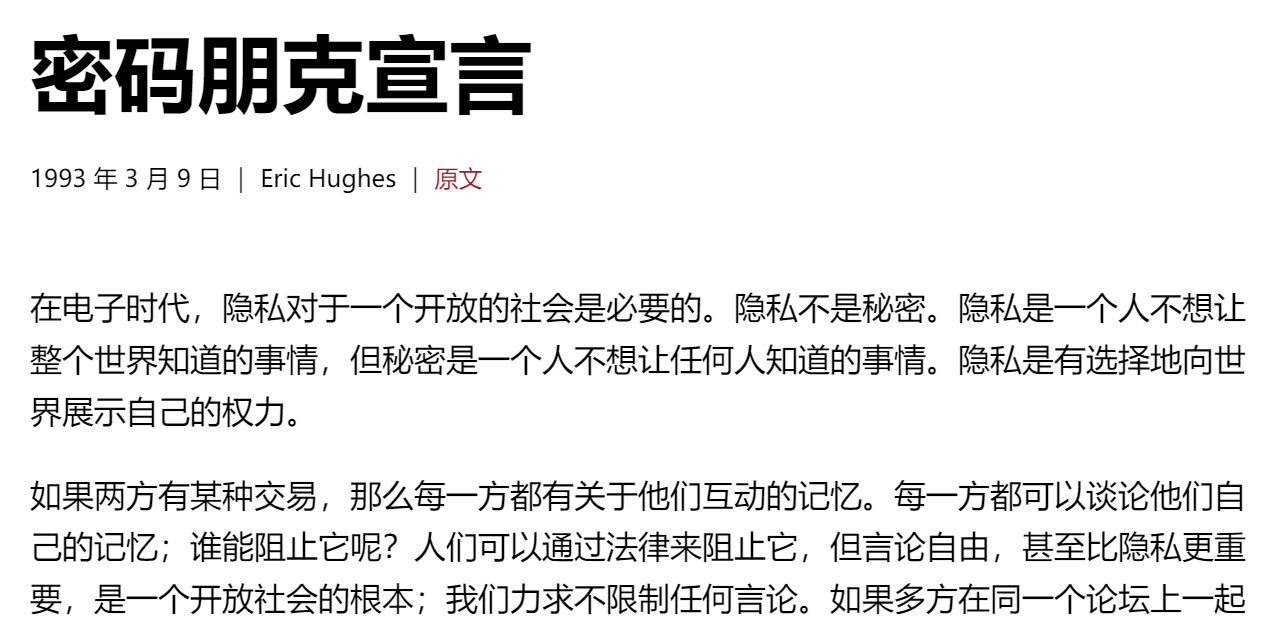 密码朋克宣言
1993 年 3 月 9 日 | Eric Hughes | 原文
在电子时代，隐私对于一个开放的社会是必要的。隐私不是秘密。隐私是一个人不想让
整个世界知道的事情，但秘密是一个人不想让任何人知道的事情。隐私是有选择地向世
界展示自己的权力。
如果两方有某种交易，那么每一方都有关于他们互动的记忆。每一方都可以谈论他们自
己的记忆；谁能阻止它呢？人们可以通过法律来阻止它，但言论自由，甚至比隐私更重
要，是一个开放社会的根本；我们力求不限制任何言论。如果多方在同一个论坛上一起